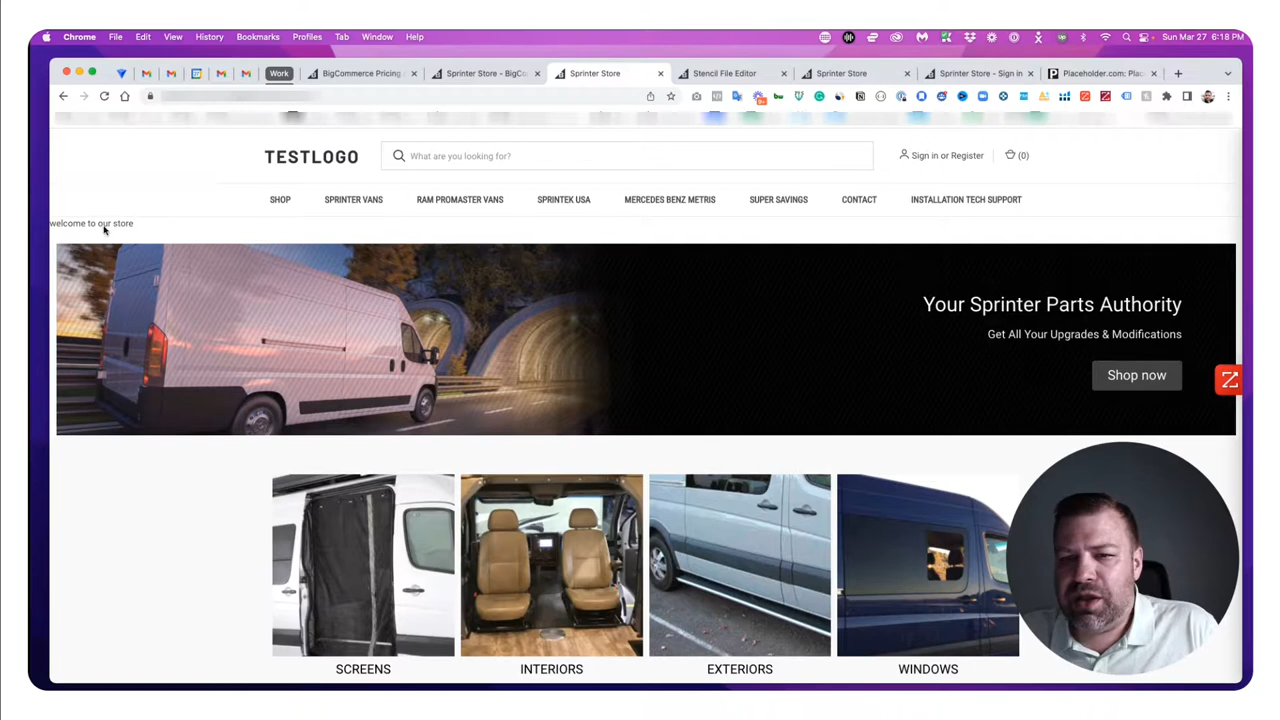 Chrome File Edit View History Bookmarks Profiles Tab Window Help Sun Mar 27 6:18 PM
Work BigCommerce Pricing Sprinter Store - BigCo Sprinter Store Stencil File Editor Sprinter Store Sprinter Store - Sign in Placeholder.com: Plac
TESTLOGO What are you looking for? Sign in or Register (0)
SHOP SPRINTER VANS RAM PROMASTER VANS SPRINTEK USA MERCEDES BENZ METRIS SUPER SAVINGS CONTACT INSTALLATION TECH SUPPORT
welcome to our store
Your Sprinter Parts Authority
Get All Your Upgrades & Modifications
Shop now
SCREENS INTERIORS EXTERIORS WINDOWS